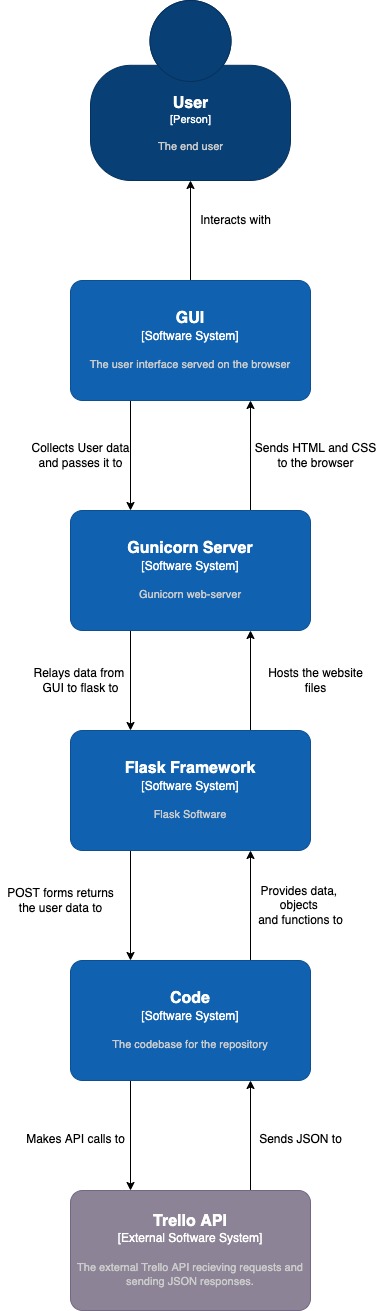 User
[Person]
The end user
Interacts with
GUI
[Software System]
The user interface served on the browser
Collects User data
and passes it to
Sends HTML and CSS
to the browser
Gunicorn Server
[Software System]
Gunicorn web-server
Relays data from
GUI to flask to
Hosts the website
files
Flask Framework
[Software System]
Flask Software
POST forms returns
the user data to
Provides data,
objects
and functions to
Code
[Software System]
The codebase for the repository
Makes API calls to
Sends JSON to
Trello API
[External Software System]
The external Trello API recieving requests and
sending JSON responses.